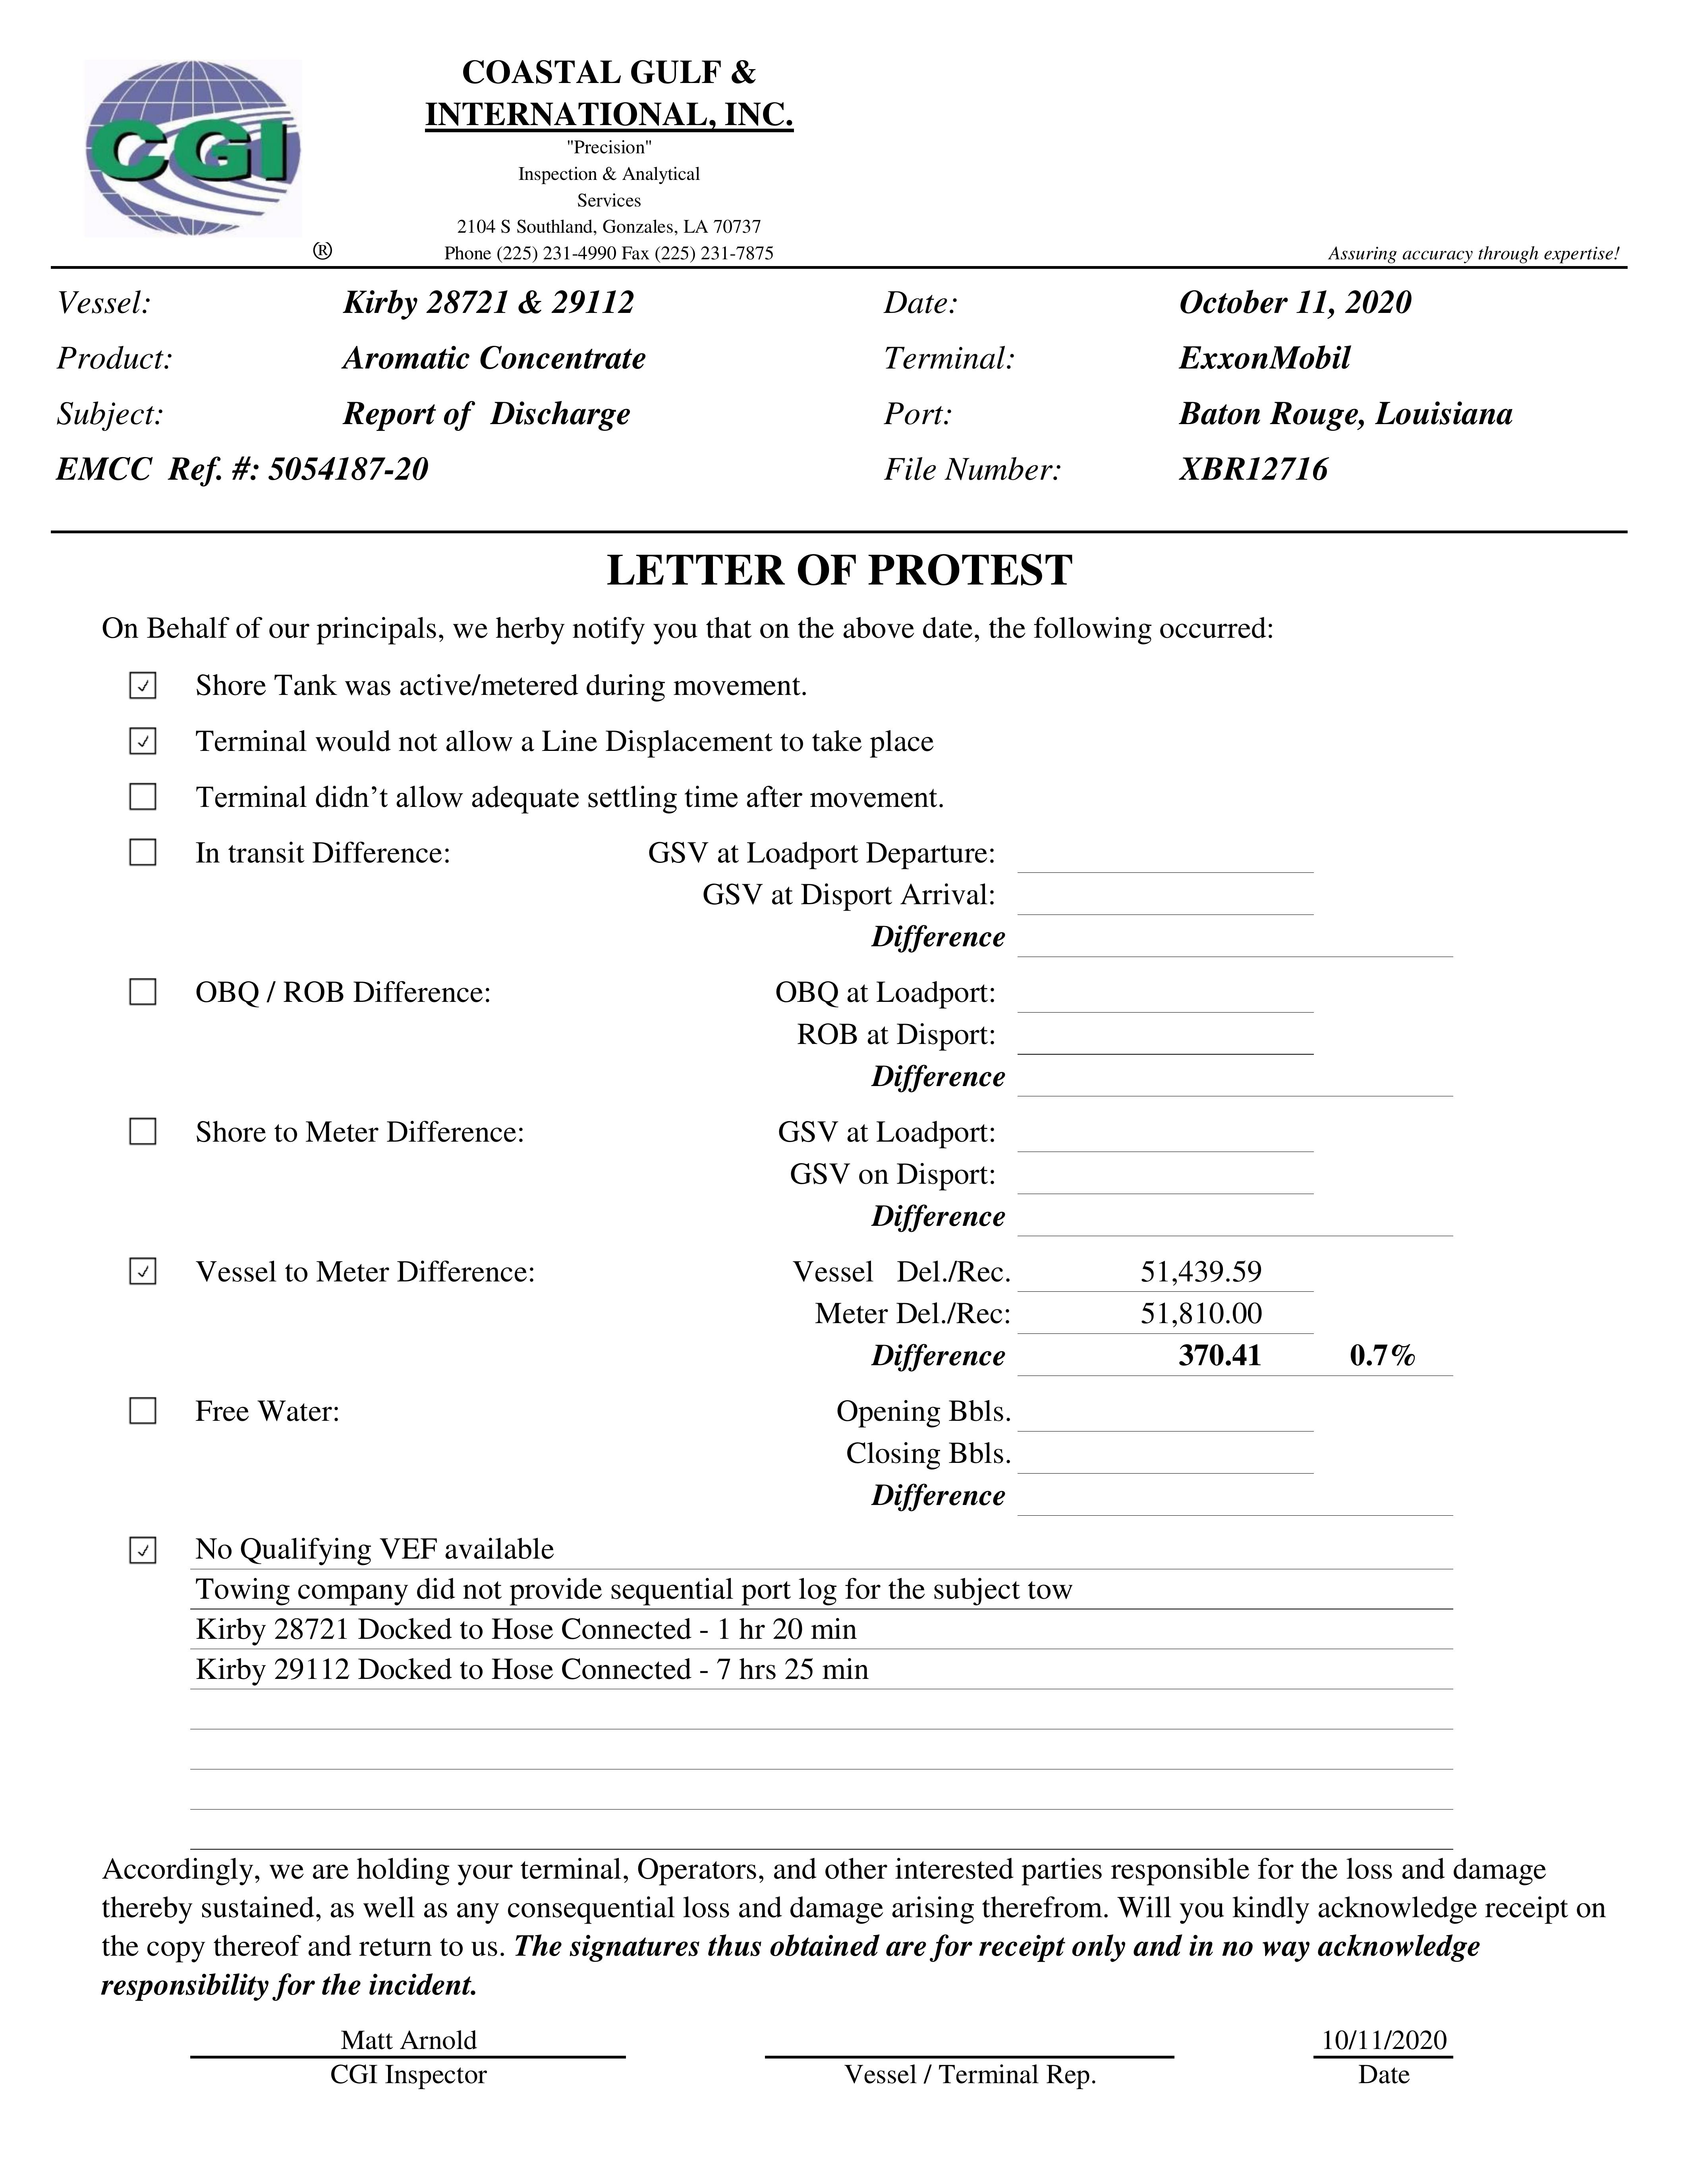 CGI
®
COASTAL GULF &
INTERNATIONAL, INC.
"Precision"
Inspection & Analytical
Services
2104 S Southland, Gonzales, LA 70737
Phone (225) 231-4990 Fax (225) 231-7875
Assuring accuracy through expertise!
Vessel: Kirby 28721 & 29112 Date: October 11, 2020
Product: Aromatic Concentrate Terminal: ExxonMobil
Subject: Report of Discharge Port: Baton Rouge, Louisiana
EMCC Ref. #: 5054187-20 File Number: XBR12716
LETTER OF PROTEST
On Behalf of our principals, we herby notify you that on the above date, the following occurred:
✓ Shore Tank was active/metered during movement.
✓ Terminal would not allow a Line Displacement to take place
Terminal didn’t allow adequate settling time after movement.
In transit Difference: GSV at Loadport Departure:
GSV at Disport Arrival:
Difference
OBQ / ROB Difference: OBQ at Loadport:
ROB at Disport:
Difference
Shore to Meter Difference: GSV at Loadport:
GSV on Disport:
Difference
✓ Vessel to Meter Difference: Vessel Del./Rec. 51,439.59
Meter Del./Rec: 51,810.00
Difference 370.41 0.7%
Free Water: Opening Bbls.
Closing Bbls.
Difference
✓ No Qualifying VEF available
Towing company did not provide sequential port log for the subject tow
Kirby 28721 Docked to Hose Connected - 1 hr 20 min
Kirby 29112 Docked to Hose Connected - 7 hrs 25 min
Accordingly, we are holding your terminal, Operators, and other interested parties responsible for the loss and damage
thereby sustained, as well as any consequential loss and damage arising therefrom. Will you kindly acknowledge receipt on
the copy thereof and return to us. The signatures thus obtained are for receipt only and in no way acknowledge
responsibility for the incident.
Matt Arnold 10/11/2020
CGI Inspector Vessel / Terminal Rep. Date